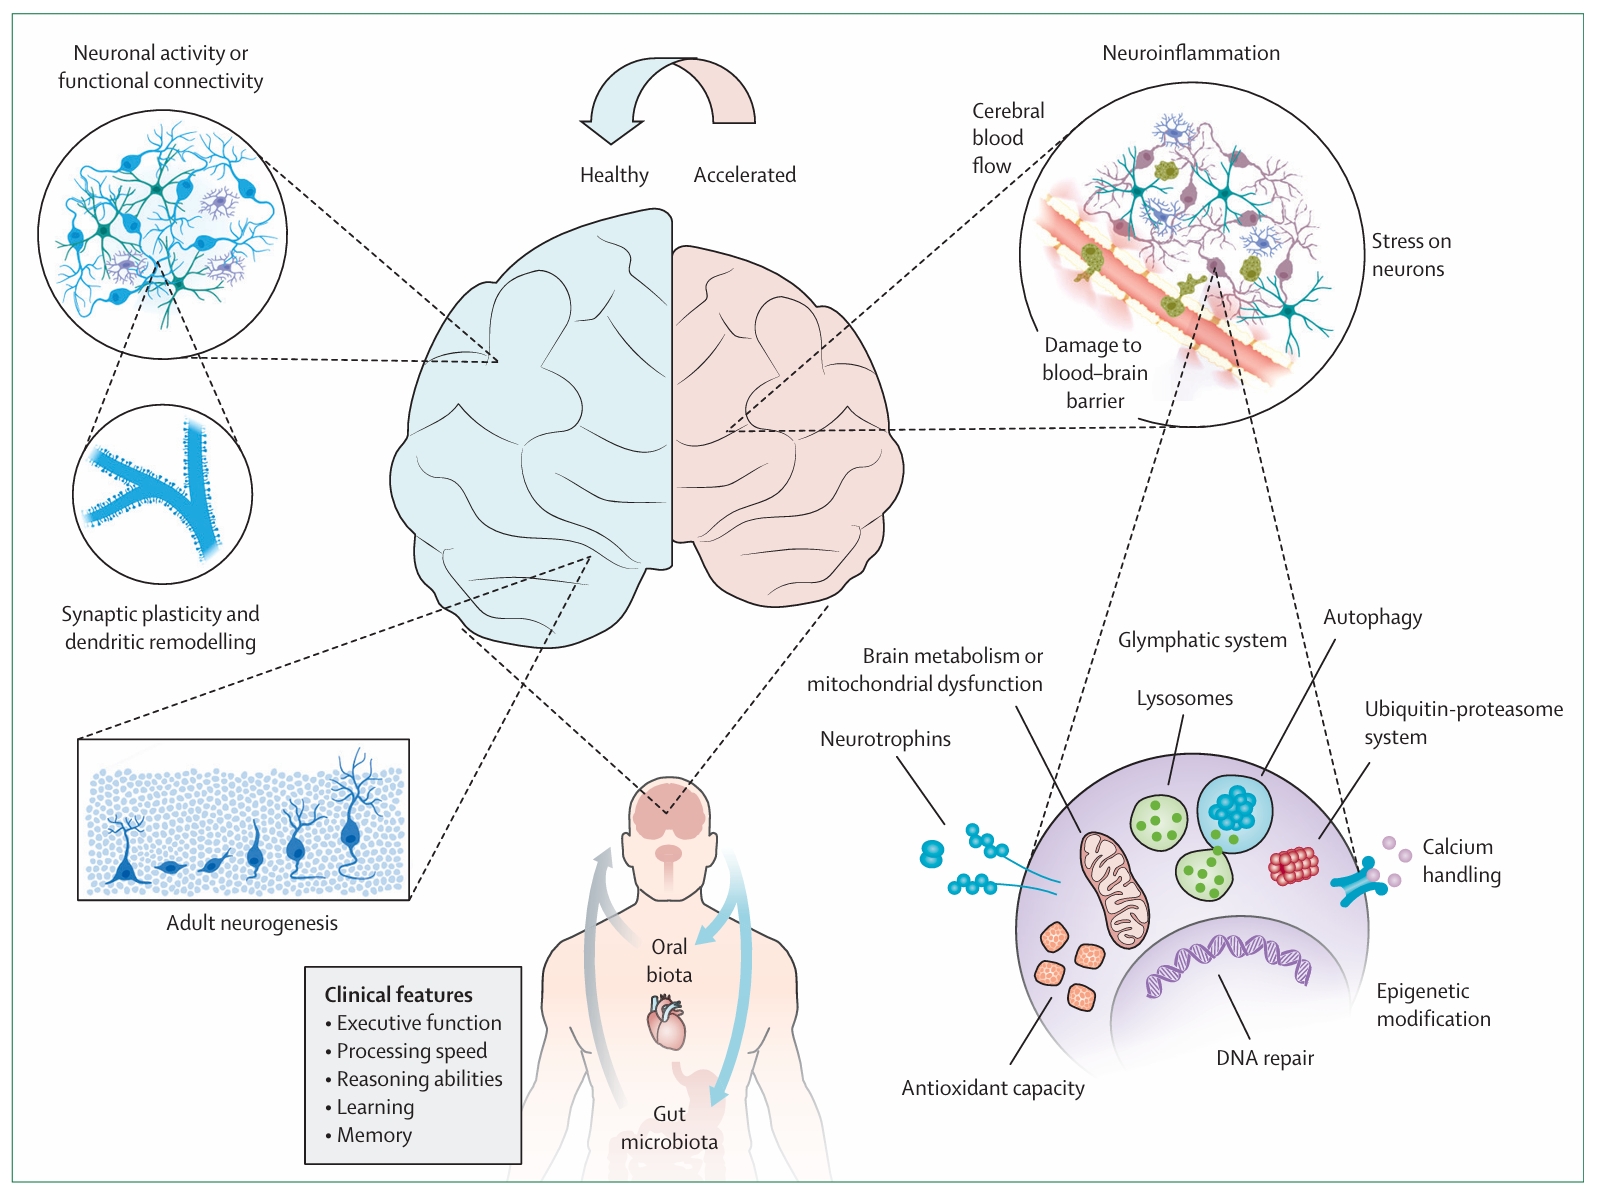 Neuronal activity or
functional connectivity
Healthy
Accelerated
Neuroinflammation
Cerebral
blood
flow
Stress on
neurons
Damage to
blood–brain
barrier
Synaptic plasticity and
dendritic remodelling
Adult neurogenesis
Clinical features
• Executive function
• Processing speed
• Reasoning abilities
• Learning
• Memory
Oral
biota
Gut
microbiota
Brain metabolism or
mitochondrial dysfunction
Neurotrophins
Glymphatic system
Lysosomes
Autophagy
Ubiquitin-proteasome
system
Calcium
handling
Epigenetic
modification
DNA repair
Antioxidant capacity